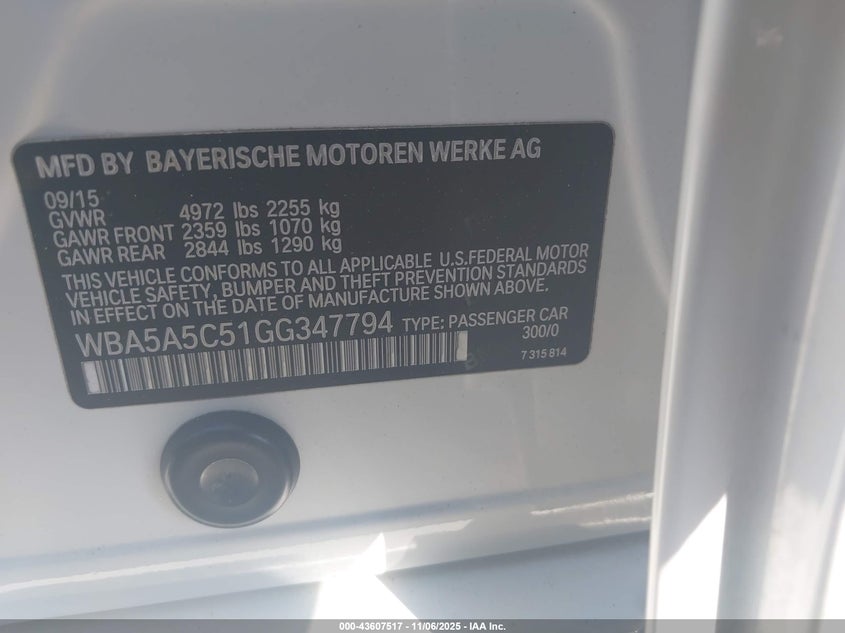 MFD BY BAYERISCHE MOTOREN WERKE AG
09/15
GVWR 4972 lbs 2255 kg
GAWR FRONT 2359 lbs 1070 kg
GAWR REAR 2844 lbs 1290 kg
THIS VEHICLE CONFORMS TO ALL APPLICABLE U.S.FEDERAL MOTOR
VEHICLE SAFETY, BUMPER AND THEFT PREVENTION STANDARDS
IN EFFECT ON THE DATE OF MANUFACTURE SHOWN ABOVE.
WBA5A5C51GG347794 TYPE: PASSENGER CAR
300/0
7 315 814
000-43607517 - 11/06/2025 - IAA Inc.